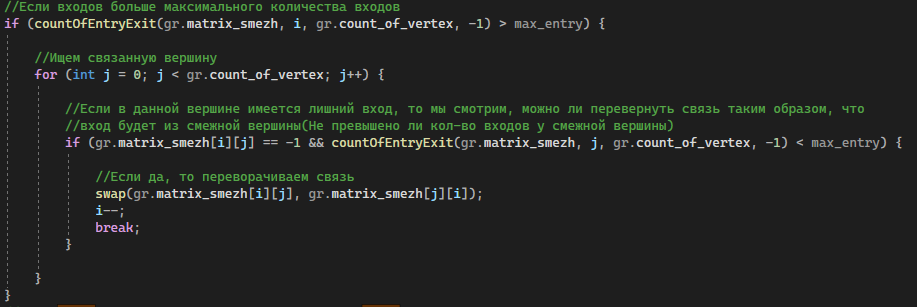 //Если входов больше максимального количества входов
if (countOfEntryExit(gr.matrix_smezh, i, gr.count_of_vertex, -1) > max_entry) {
//Ищем связанную вершину
for (int j = 0; j < gr.count_of_vertex; j++) {
//Если в данной вершине имеется лишний вход, то мы смотрим, можно ли перевернуть связь таким образом, что
//вход будет из смежной вершины(Не превышено ли кол-во входов у смежной вершины)
if (gr.matrix_smezh[i][j] == -1 && countOfEntryExit(gr.matrix_smezh, j, gr.count_of_vertex, -1) < max_entry) {
//Если да, то переворачиваем связь
swap(gr.matrix_smezh[i][j], gr.matrix_smezh[j][i]);
i--;
break;
}
}
}